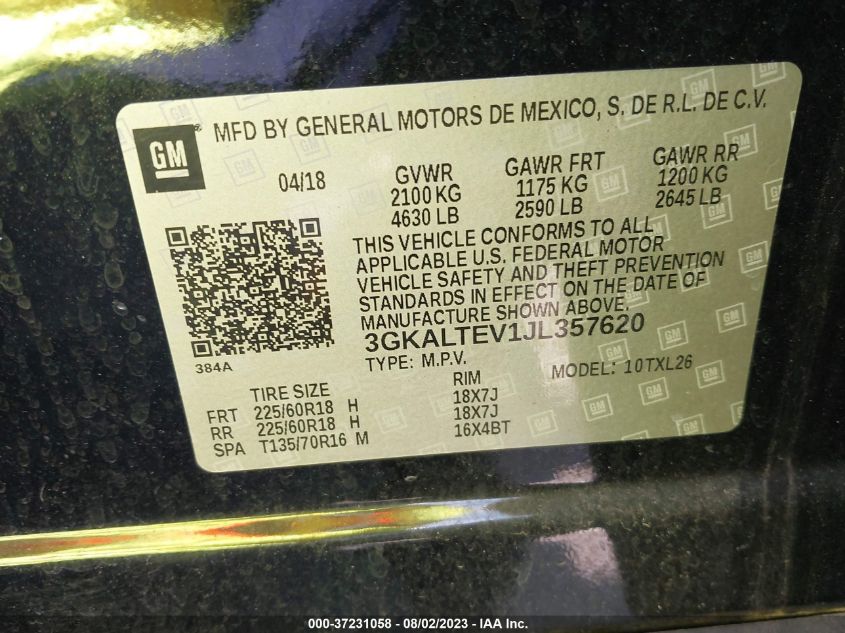 GM MFD BY GENERAL MOTORS DE MEXICO, S. DE R.L. DE C.V.
04/18 GVWR GAWR FRT GAWR RR
2100 KG 1175 KG 1200 KG
4630 LB 2590 LB 2645 LB
THIS VEHICLE CONFORMS TO ALL
APPLICABLE U.S. FEDERAL MOTOR
VEHICLE SAFETY AND THEFT PREVENTION
STANDARDS IN EFFECT ON THE DATE OF
MANUFACTURE SHOWN ABOVE.
3GKALTEV1JL357620
384A TYPE: M.P.V. MODEL: 10TXL26
TIRE SIZE RIM
FRT 225/60R18 H 18X7J
RR 225/60R18 H 18X7J
SPA T135/70R16 M 16X4BT
000-37231058 - 08/02/2023 - IAA Inc.